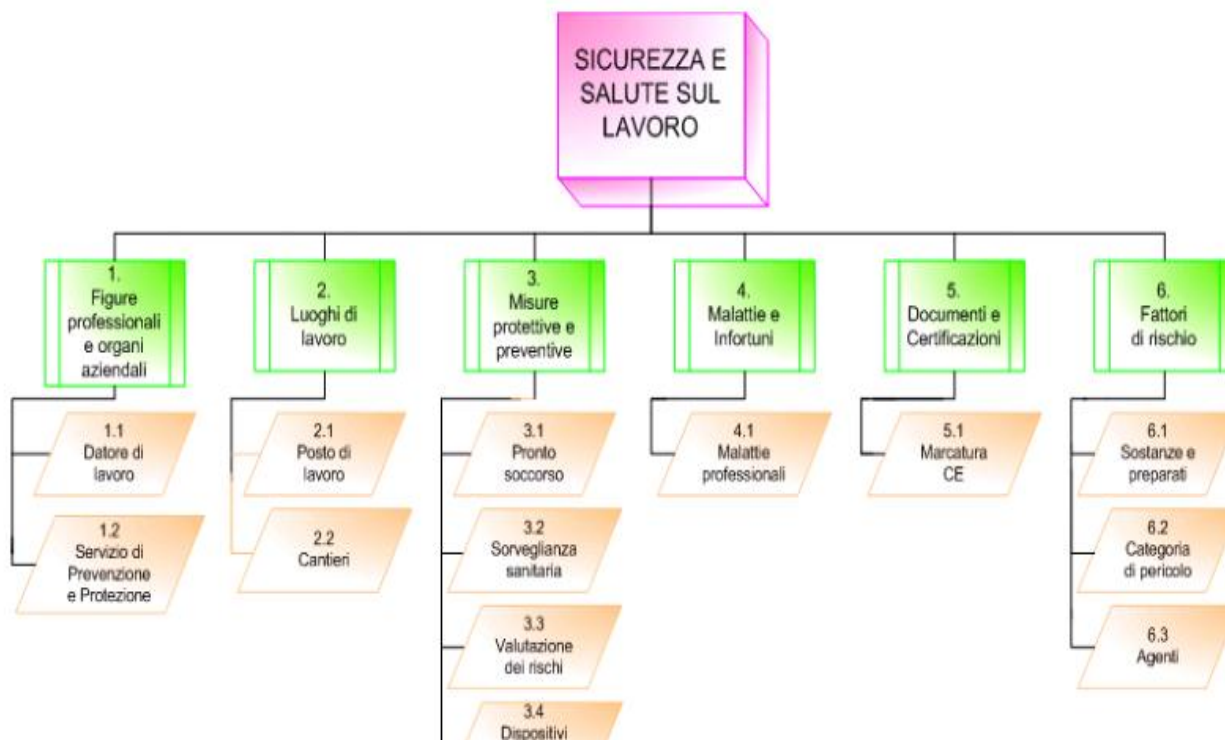 SICUREZZA E
SALUTE SUL
LAVORO
1.
Figure
professionali
e organi
aziendali
2.
Luoghi di
lavoro
3.
Misure
protettive e
preventive
4.
Malattie e
Infortuni
5.
Documenti e
Certificazioni
6.
Fattori
di rischio
1.1
Datore di
lavoro
2.1
Posto di
lavoro
3.1
Pronto
soccorso
4.1
Malattie
professionali
5.1
Marcatura
CE
6.1
Sostanze e
preparati
1.2
Servizio di
Prevenzione
e Protezione
2.2
Cantieri
3.2
Sorveglianza
sanitaria
6.2
Categoria
di pericolo
3.3
Valutazione
dei rischi
6.3
Agenti
3.4
Dispositivi